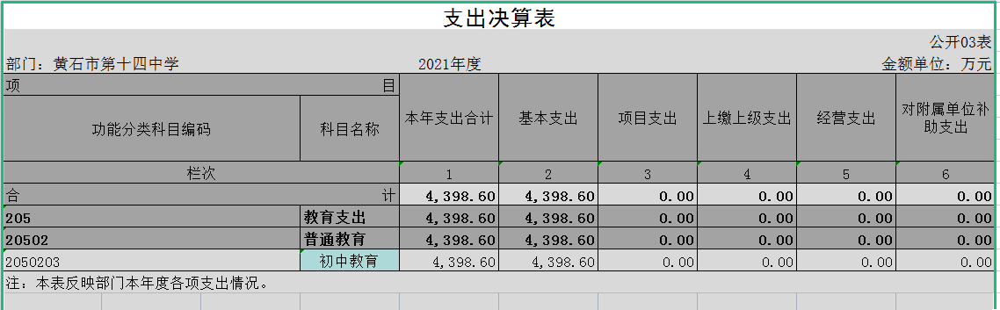 支出决算表
公开03表
部门：黄石市第十四中学 2021年度 金额单位：万元
项 目 本年支出合计 基本支出 项目支出 上缴上级支出 经营支出 对附属单位补助支出
功能分类科目编码 科目名称
栏次 1 2 3 4 5 6
合 计 4,398.60 4,398.60 0.00 0.00 0.00 0.00
205 教育支出 4,398.60 4,398.60 0.00 0.00 0.00 0.00
20502 普通教育 4,398.60 4,398.60 0.00 0.00 0.00 0.00
2050203 初中教育 4,398.60 4,398.60 0.00 0.00 0.00 0.00
注：本表反映部门本年度各项支出情况。